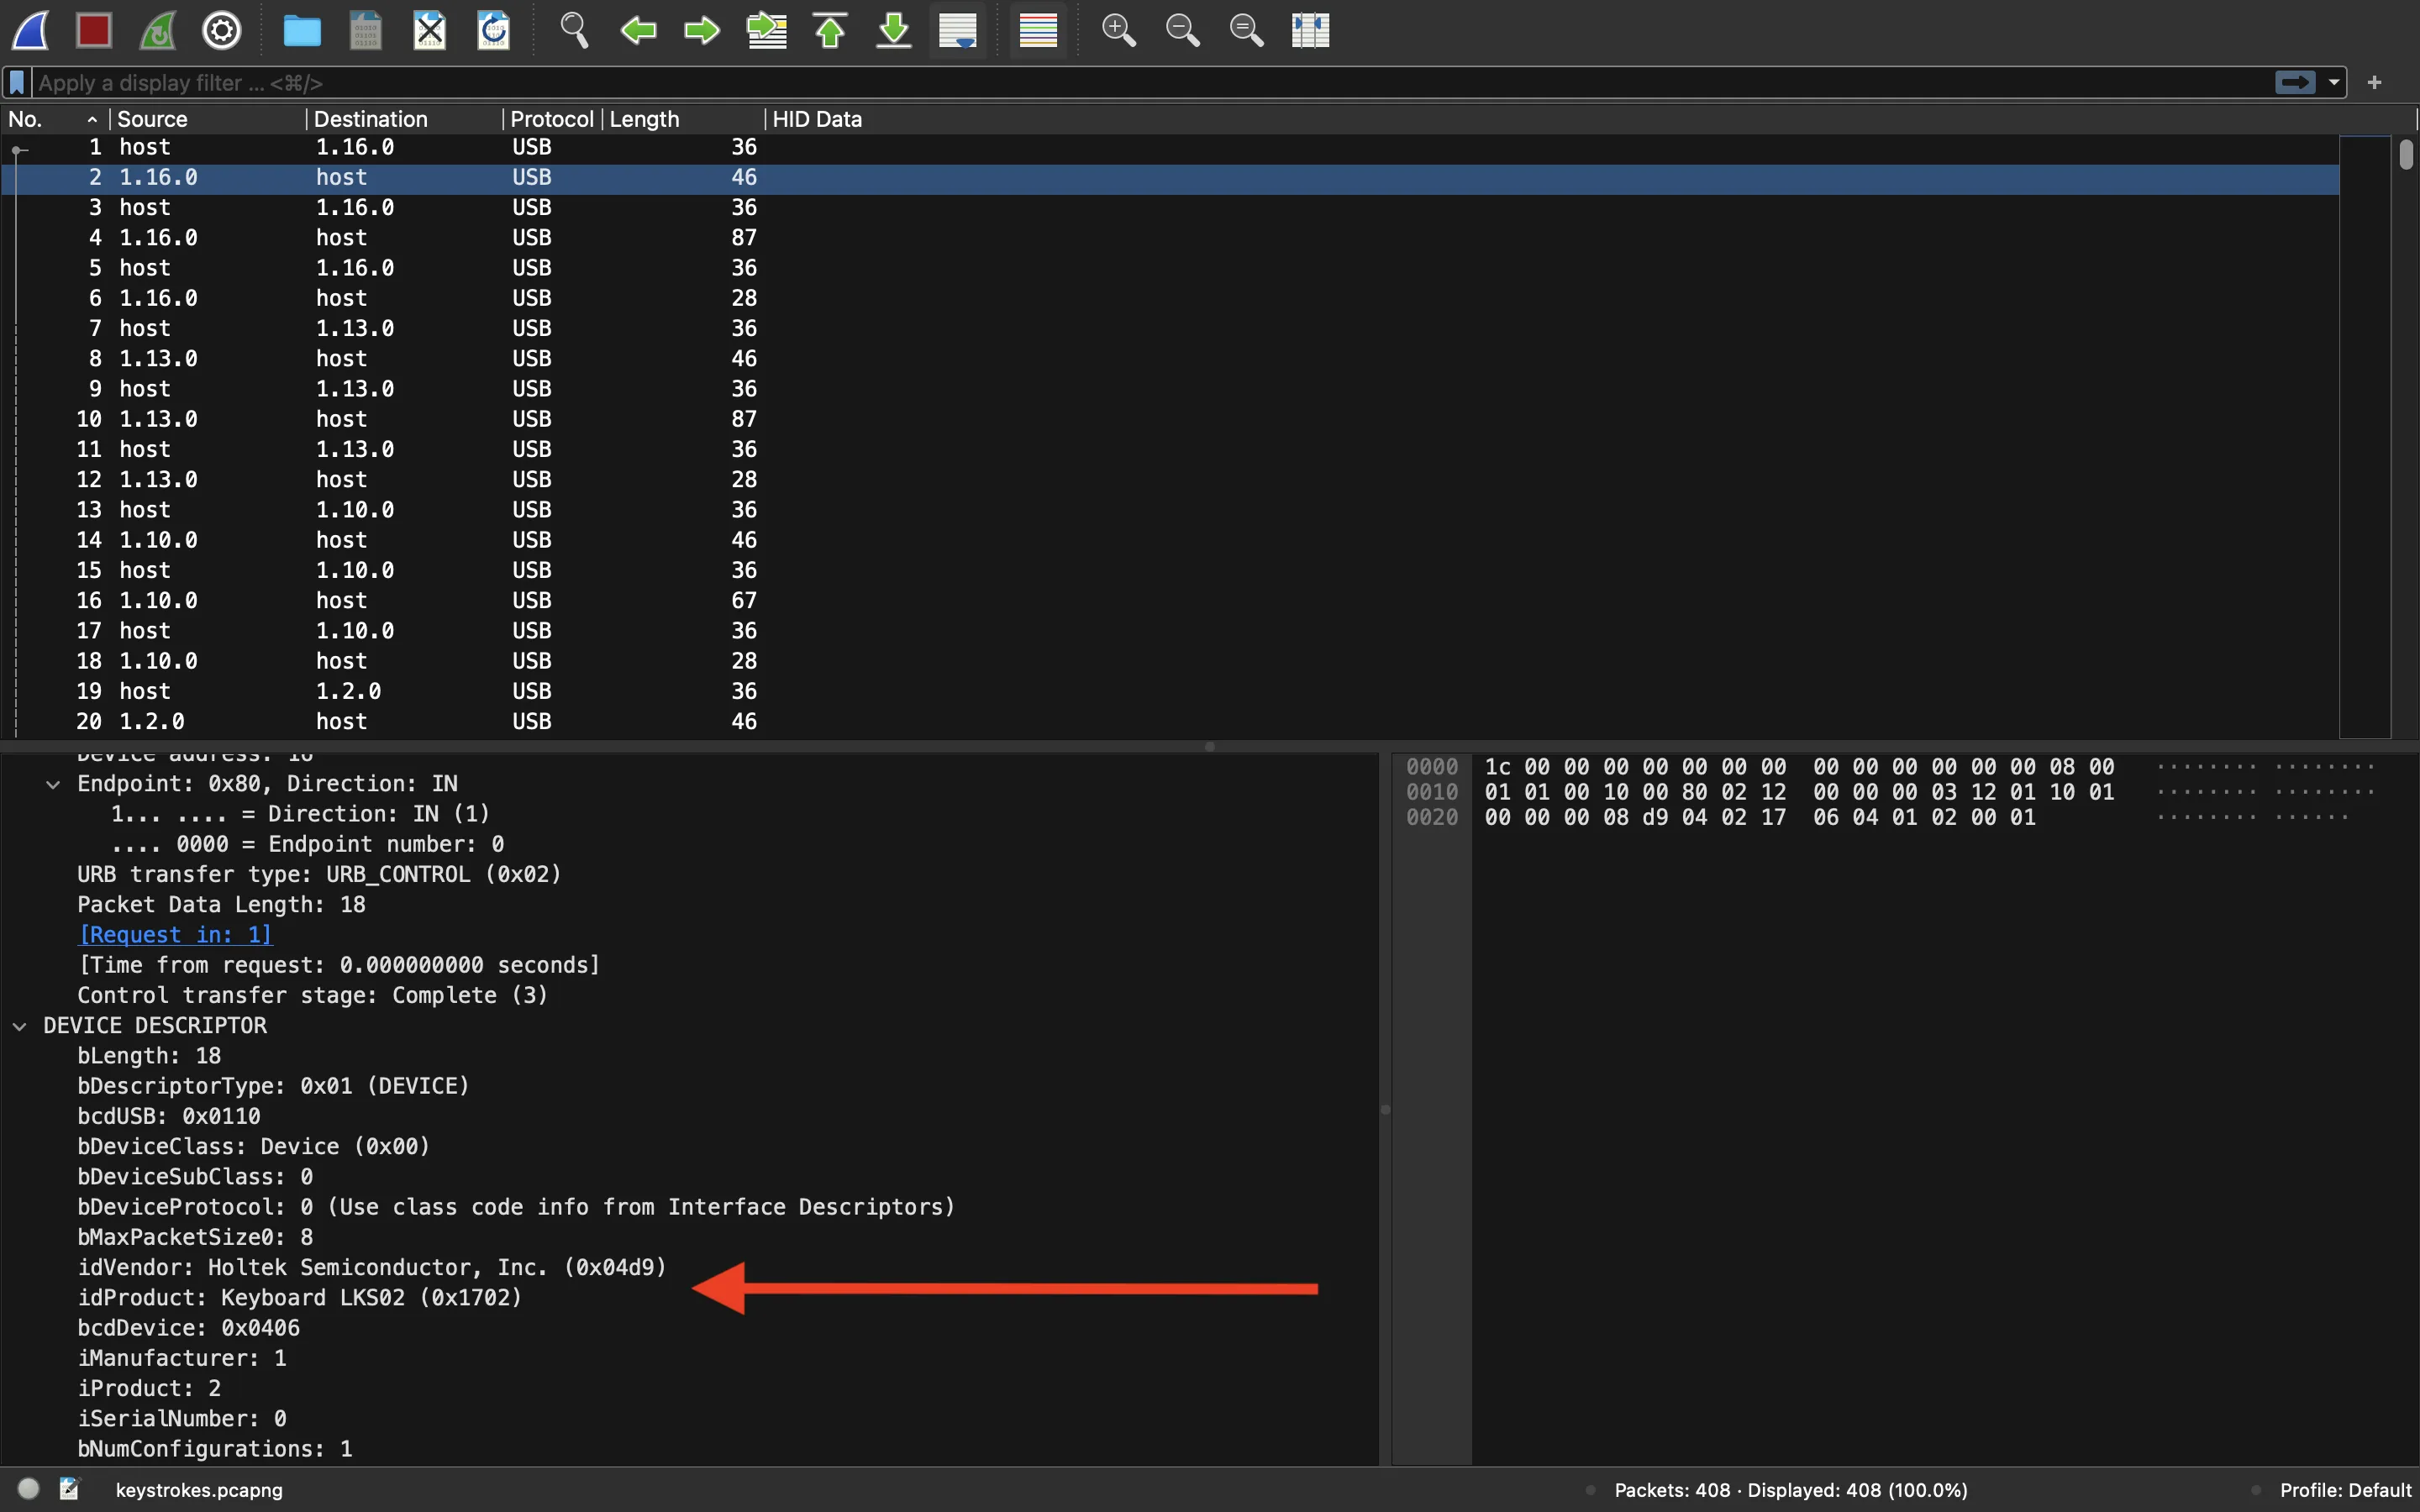 Apply a display filter ... <⌘/>
No. Source Destination Protocol Length HID Data
1 host 1.16.0 USB 36
2 1.16.0 host USB 46
3 host 1.16.0 USB 36
4 1.16.0 host USB 87
5 host 1.16.0 USB 36
6 1.16.0 host USB 28
7 host 1.13.0 USB 36
8 1.13.0 host USB 46
9 host 1.13.0 USB 36
10 1.13.0 host USB 87
11 host 1.13.0 USB 36
12 1.13.0 host USB 28
13 host 1.10.0 USB 36
14 1.10.0 host USB 46
15 host 1.10.0 USB 36
16 1.10.0 host USB 67
17 host 1.10.0 USB 36
18 1.10.0 host USB 28
19 host 1.2.0 USB 36
20 1.2.0 host USB 46
Device address: 16
Endpoint: 0x80, Direction: IN
1... .... = Direction: IN (1)
.... 0000 = Endpoint number: 0
URB transfer type: URB_CONTROL (0x02)
Packet Data Length: 18
[Request in: 1]
[Time from request: 0.000000000 seconds]
Control transfer stage: Complete (3)
DEVICE DESCRIPTOR
bLength: 18
bDescriptorType: 0x01 (DEVICE)
bcdUSB: 0x0110
bDeviceClass: Device (0x00)
bDeviceSubClass: 0
bDeviceProtocol: 0 (Use class code info from Interface Descriptors)
bMaxPacketSize0: 8
idVendor: Holtek Semiconductor, Inc. (0x04d9)
idProduct: Keyboard LKS02 (0x1702)
bcdDevice: 0x0406
iManufacturer: 1
iProduct: 2
iSerialNumber: 0
bNumConfigurations: 1
0000 1c 00 00 00 00 00 00 00 00 00 00 00 00 00 08 00 ········ ········
0010 01 01 00 10 00 80 02 12 00 00 00 03 12 01 10 01 ········ ········
0020 00 00 00 08 d9 04 02 17 06 04 01 02 00 01 ········ ······
keystrokes.pcapng
Packets: 408 · Displayed: 408 (100.0%)
Profile: Default